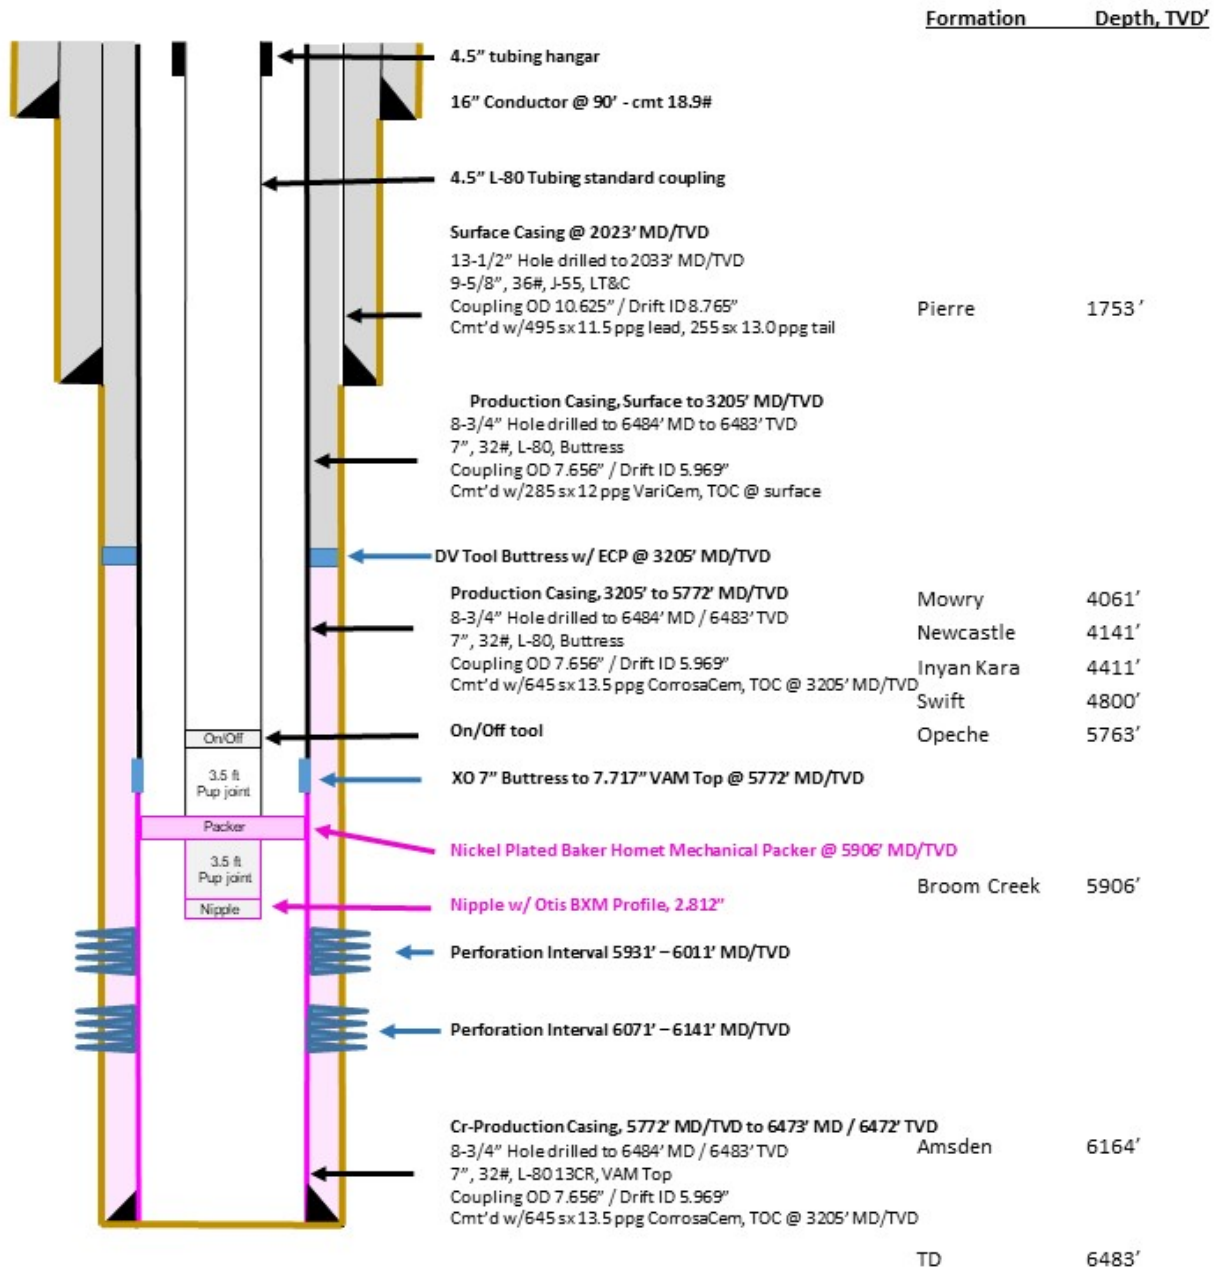 Formation Depth, TVD’
4.5” tubing hangar
16” Conductor @ 90’ - cmt 18.9#
4.5” L-80 Tubing standard coupling
Surface Casing @ 2023’ MD/TVD
13-1/2” Hole drilled to 2033’ MD/TVD
9-5/8”, 36#, J-55, LT&C
Coupling OD 10.625” / Drift ID 8.765”
Pierre 1753’
Cmt’d w/495 sx 11.5 ppg lead, 255 sx 13.0 ppg tail
Production Casing, Surface to 3205’ MD/TVD
8-3/4” Hole drilled to 6484’ MD to 6483’ TVD
7”, 32#, L-80, Buttress
Coupling OD 7.656” / Drift ID 5.969”
Cmt’d w/285 sx 12 ppg VariCem, TOC @ surface
DV Tool Buttress w/ ECP @ 3205’ MD/TVD
Production Casing, 3205’ to 5772’ MD/TVD
Mowry 4061’
8-3/4” Hole drilled to 6484’ MD / 6483’ TVD
Newcastle 4141’
7”, 32#, L-80, Buttress
Coupling OD 7.656” / Drift ID 5.969”
Inyan Kara 4411’
Cmt’d w/645 sx 13.5 ppg CorrosaCem, TOC @ 3205’ MD/TVD
Swift 4800’
On/Off tool
Opeche 5763’
On/Off
3.5 ft
Pup joint
XO 7” Buttress to 7.717” VAM Top @ 5772’ MD/TVD
Packer
Nickel Plated Baker Hornet Mechanical Packer @ 5906’ MD/TVD
3.5 ft
Pup joint
Broom Creek 5906’
Nipple
Nipple w/ Otis BXM Profile, 2.812”
Perforation Interval 5931’ – 6011’ MD/TVD
Perforation Interval 6071’ – 6141’ MD/TVD
Cr-Production Casing, 5772’ MD/TVD to 6473’ MD / 6472’ TVD
Amsden 6164’
8-3/4” Hole drilled to 6484’ MD / 6483’ TVD
7”, 32#, L-80 13CR, VAM Top
Coupling OD 7.656” / Drift ID 5.969”
Cmt’d w/645 sx 13.5 ppg CorrosaCem, TOC @ 3205’ MD/TVD
TD 6483’